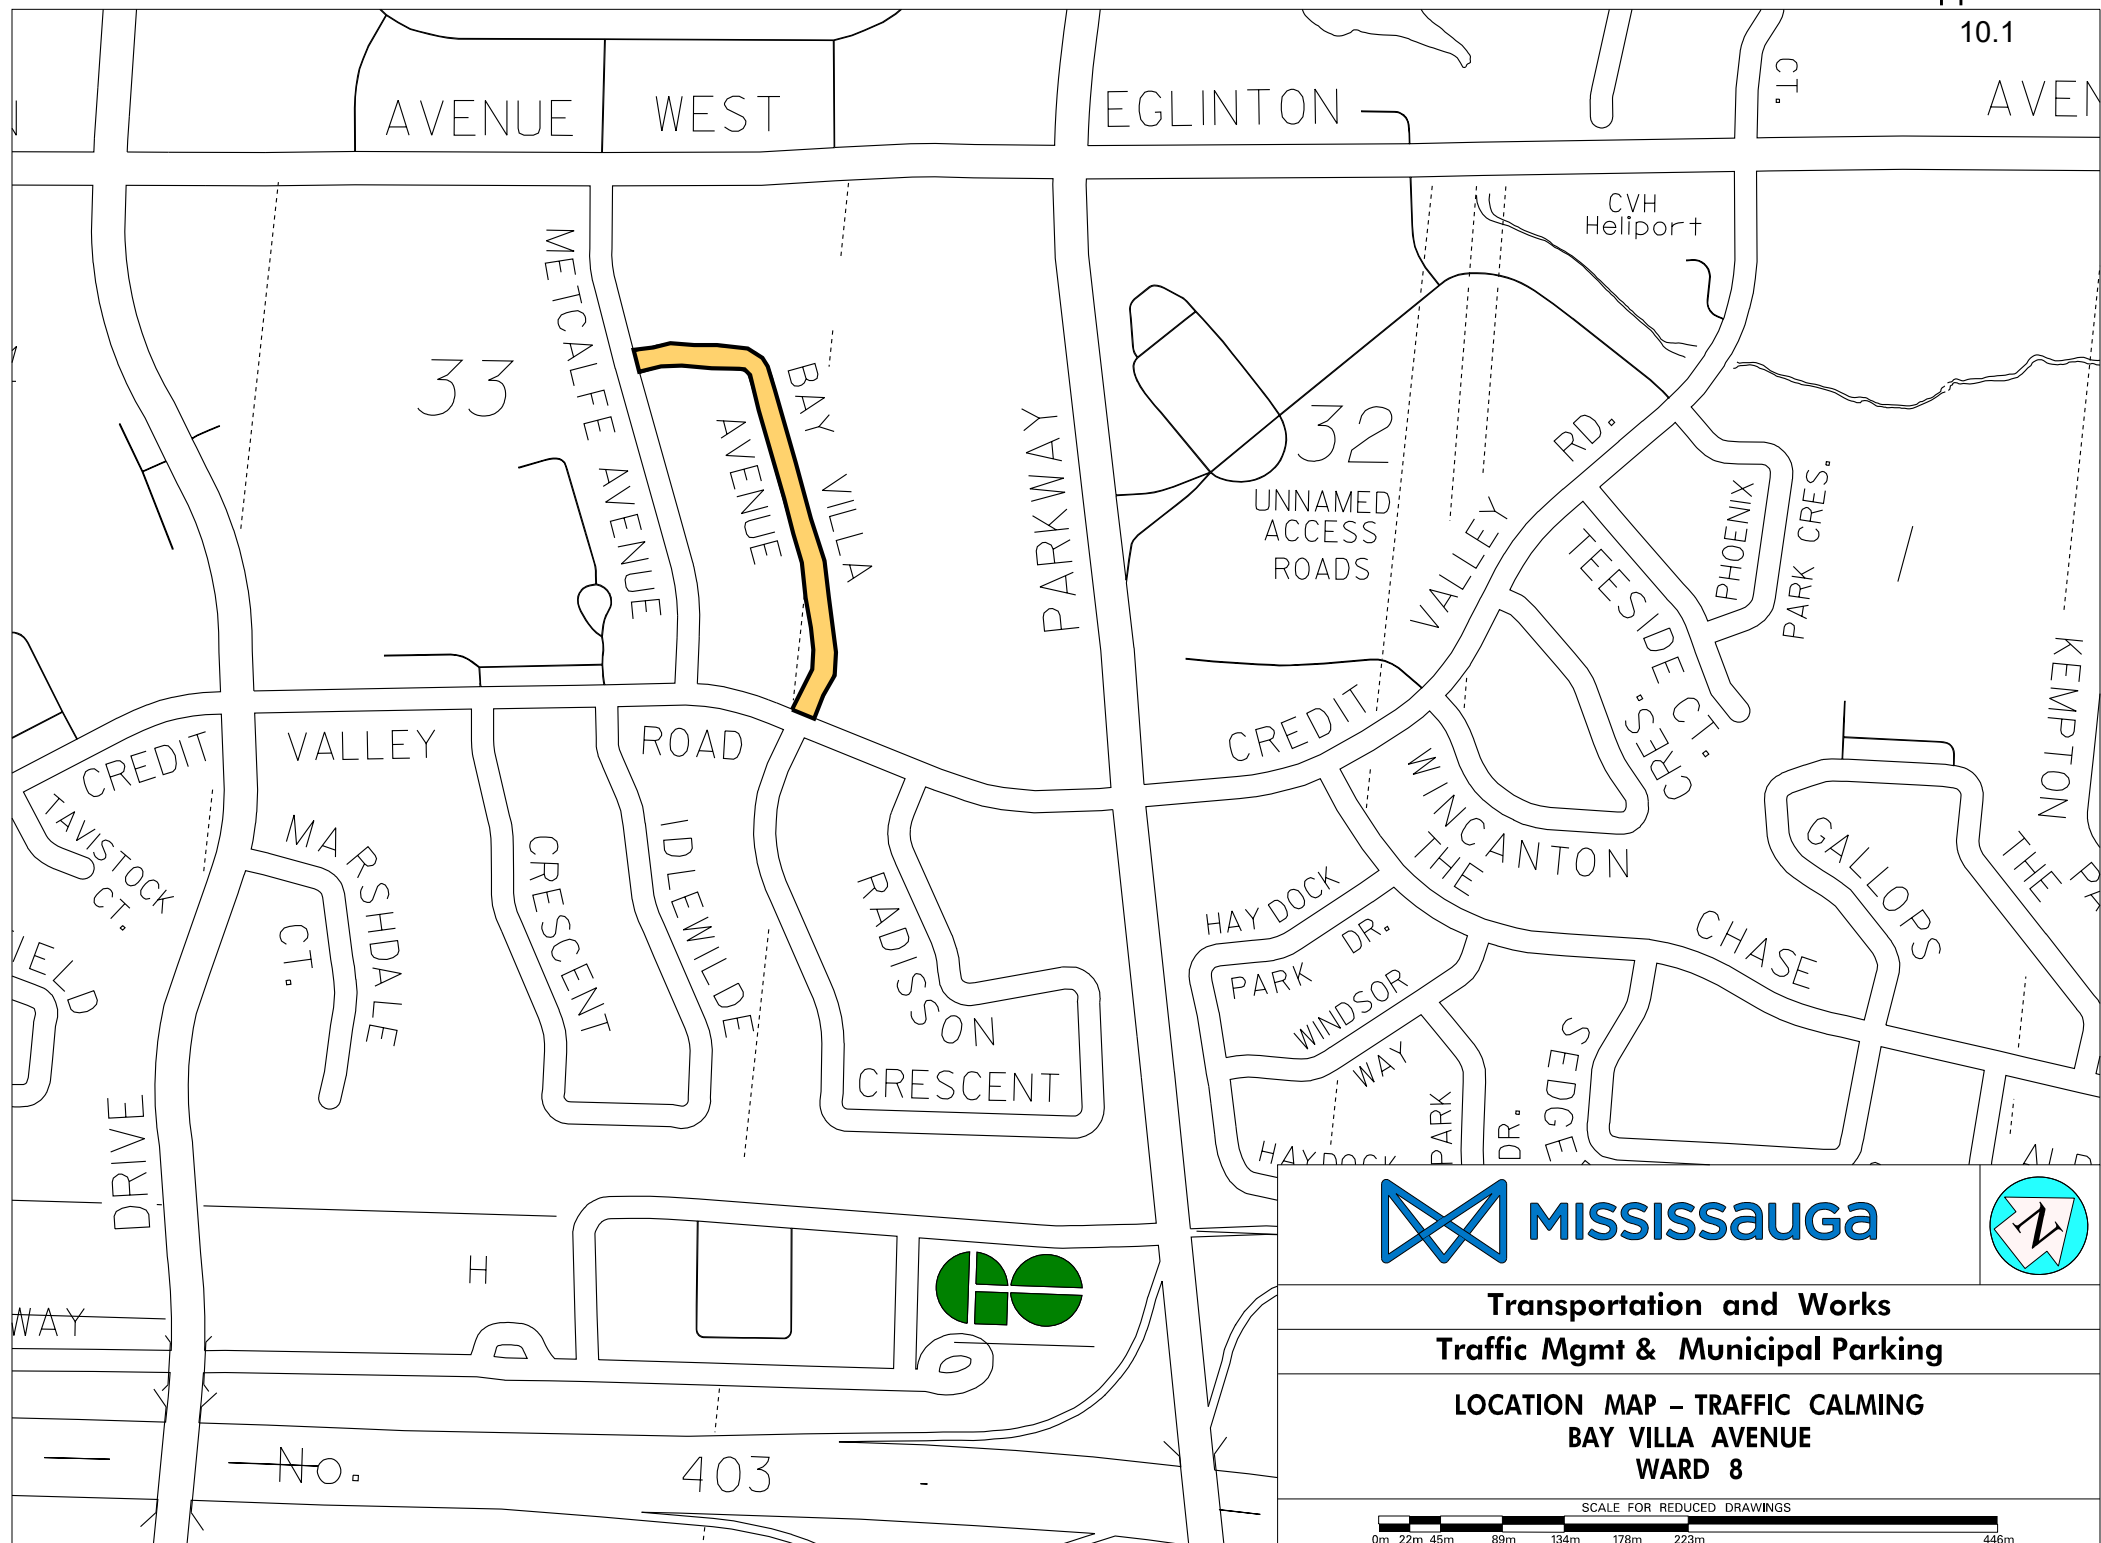 10.1
AVENUE WEST
EGLINTON
CT.
CVH
Heliport
METCALFE AVENUE
33
BAY VILLA
AVENUE
PARKWAY
32
UNNAMED
ACCESS
ROADS
CREDIT VALLEY RD.
PHOENIX
PARK CRES.
TEESIDE CT.
KEMPTON
CREDIT VALLEY ROAD
TAVISTOCK
CT.
MARSHDALE
CT.
CRESCENT
IDLEWILDE
RADISSON
CRESCENT
WINCANTON CRES.
THE
CHASE
HAYDOCK
PARK DR.
WINDSOR
WAY
GALLOPS
THE
PARK
DR.
HAYDOCK
DRIVE
H
WAY
GO
No. 403 -
MISSISSAUGA
N
Transportation and Works
Traffic Mgmt & Municipal Parking
LOCATION MAP – TRAFFIC CALMING
BAY VILLA AVENUE
WARD 8
SCALE FOR REDUCED DRAWINGS
0m 22m 45m 89m 134m 178m 223m 446m